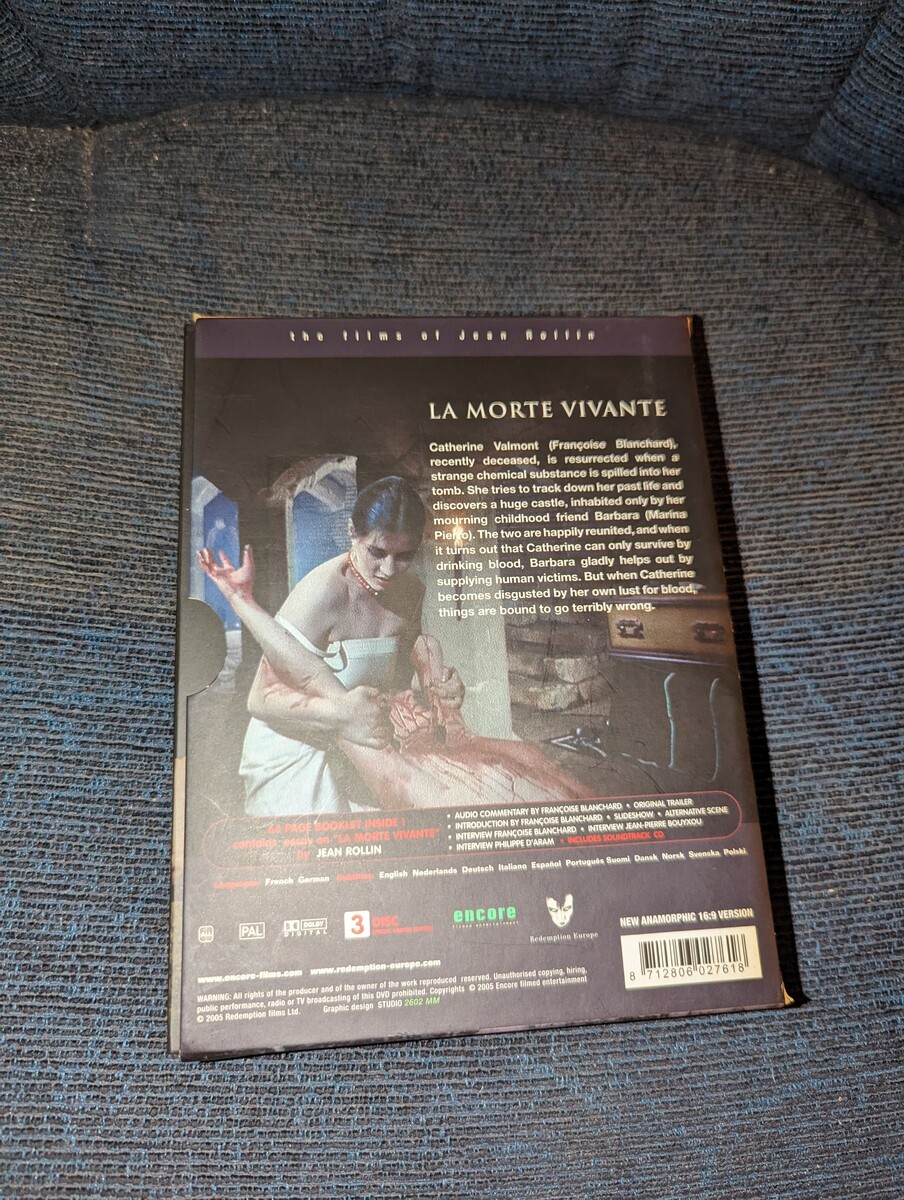 the films of Jean Rollin
LA MORTE VIVANTE
Catherine Valmont (Françoise Blanchard),
recently deceased, is resurrected when a
strange chemical substance is spilled into her
tomb. She tries to track down her past life and
discovers a huge castle, inhabited only by her
mourning childhood friend Barbara (Marina
Pierro). The two are happily reunited, and when
it turns out that Catherine can only survive by
drinking blood, Barbara gladly helps out by
supplying human victims. But when Catherine
becomes disgusted by her own lust for blood,
things are bound to go terribly wrong.
PAGE BOOKLET INSIDE !
contains essay on "LA MORTE VIVANTE"
by JEAN ROLLIN
• AUDIO COMMENTARY BY FRANÇOISE BLANCHARD • ORIGINAL TRAILER
• INTRODUCTION BY FRANÇOISE BLANCHARD • SLIDESHOW • ALTERNATIVE SCENE
• INTERVIEW FRANÇOISE BLANCHARD • INTERVIEW JEAN-PIERRE BOUYXOU
• INTERVIEW PHILIPPE D'ARAM • INCLUDES SOUNDTRACK CD
Languages: French German Subtitles: English Nederlands Deutsch Italiano Español Português Suomi Dansk Norsk Svenska Polski
PAL
DOLBY
DIGITAL
3 DISC
encore
filmed entertainment
Redemption Europe
NEW ANAMORPHIC 16:9 VERSION
8 712806 027618
www.encore-films.com www.redemption-europe.com
WARNING: All rights of the producer and of the owner of the work reproduced reserved. Unauthorised copying, hiring,
public performance, radio or TV broadcasting of this DVD prohibited. Copyrights © 2005 Encore filmed entertainment
© 2005 Redemption films Ltd. Graphic design STUDIO 2602 MM